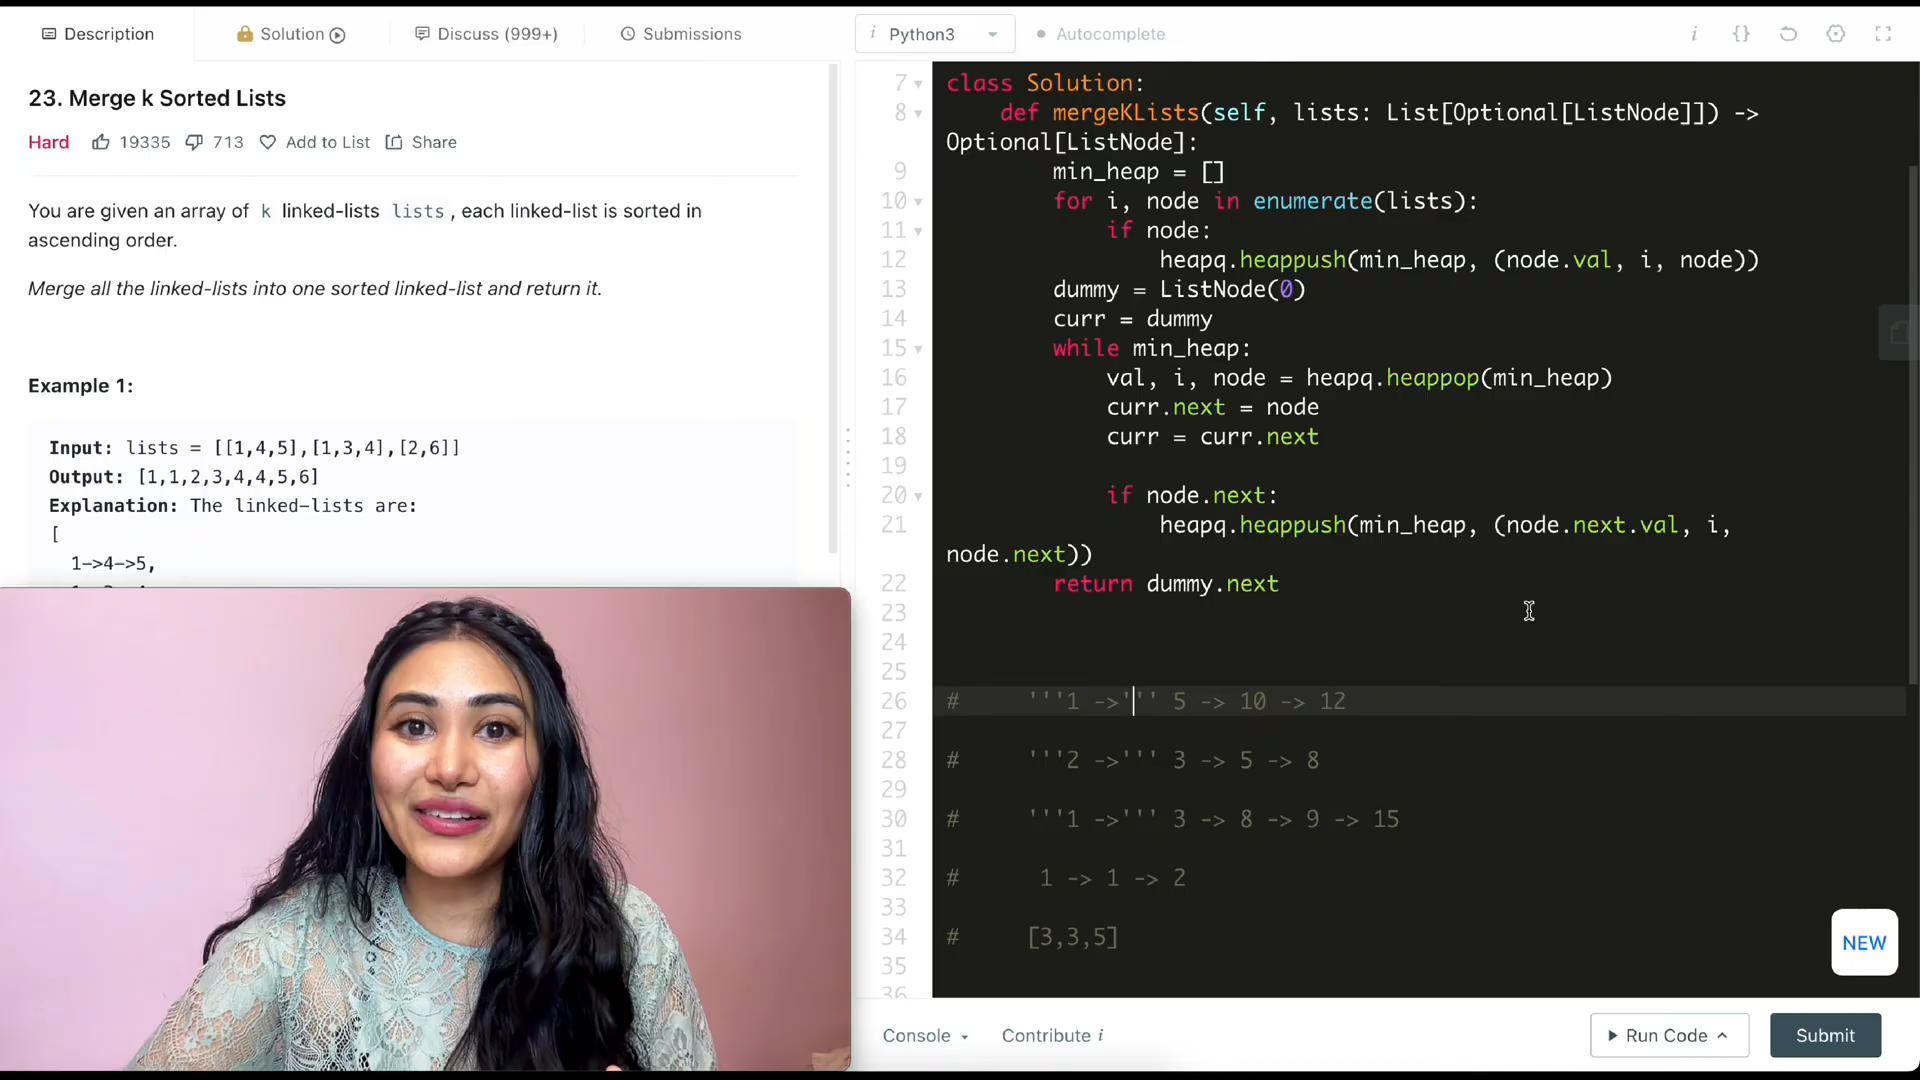 Description
Solution
Discuss (999+)
Submissions
i Python3
Autocomplete
i {}
23. Merge k Sorted Lists
Hard 19335 713 Add to List Share
You are given an array of k linked-lists lists , each linked-list is sorted in
ascending order.
Merge all the linked-lists into one sorted linked-list and return it.
Example 1:
Input: lists = [[1,4,5],[1,3,4],[2,6]]
Output: [1,1,2,3,4,4,5,6]
Explanation: The linked-lists are:
[
1->4->5,
7 class Solution:
8 def mergeKLists(self, lists: List[Optional[ListNode]]) ->
Optional[ListNode]:
9 min_heap = []
10 for i, node in enumerate(lists):
11 if node:
12 heapq.heappush(min_heap, (node.val, i, node))
13 dummy = ListNode(0)
14 curr = dummy
15 while min_heap:
16 val, i, node = heapq.heappop(min_heap)
17 curr.next = node
18 curr = curr.next
19
20 if node.next:
21 heapq.heappush(min_heap, (node.next.val, i,
node.next))
22 return dummy.next
23
24
25
26 # '''1 ->''' 5 -> 10 -> 12
27
28 # '''2 ->''' 3 -> 5 -> 8
29
30 # '''1 ->''' 3 -> 8 -> 9 -> 15
31
32 # 1 -> 1 -> 2
33
34 # [3,3,5]
35
36
NEW
Console
Contribute i
Run Code
Submit